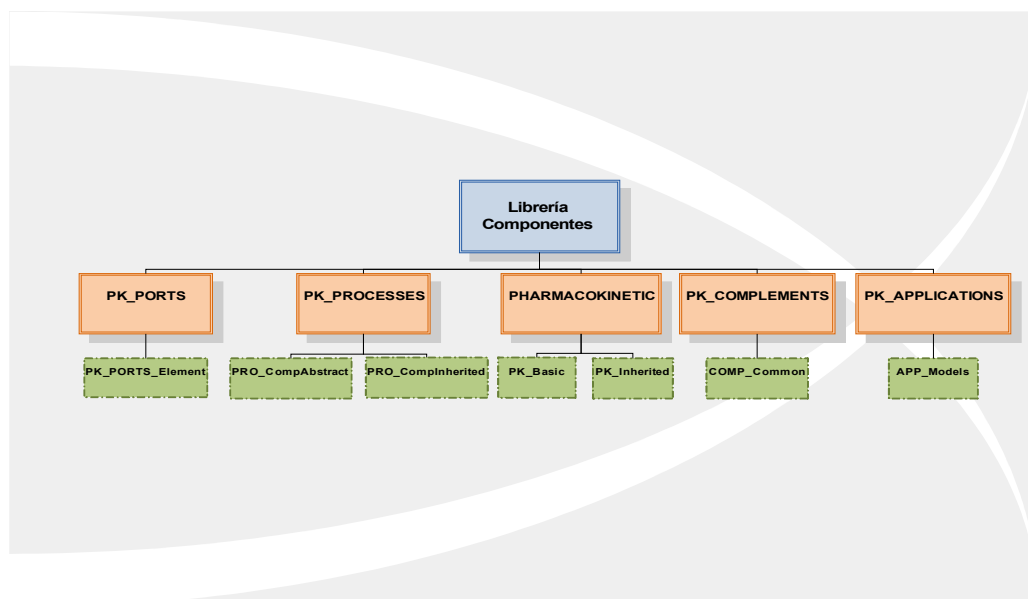 Librería
Componentes
PK_PORTS
PK_PROCESSES
PHARMACOKINETIC
PK_COMPLEMENTS
PK_APPLICATIONS
PK_PORTS_Element
PRO_CompAbstract
PRO_CompInherited
PK_Basic
PK_Inherited
COMP_Common
APP_Models